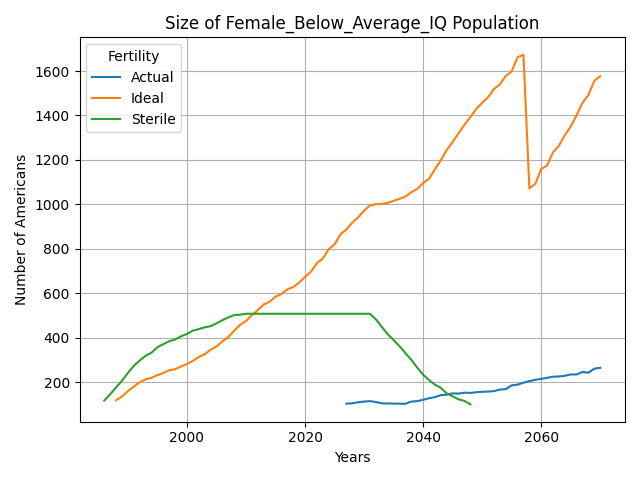 Size of Female_Below_Average_IQ Population
Fertility
Actual
Ideal
Sterile
Number of Americans
1600
1400
1200
1000
800
600
400
200
2000
2020
2040
2060
Years